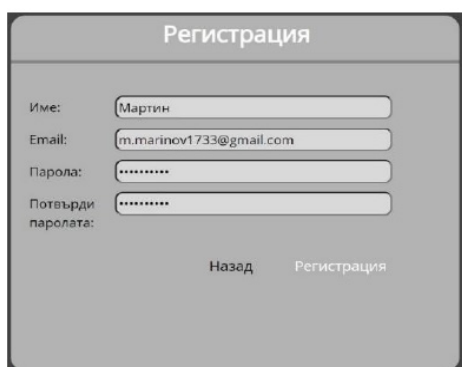 Регистрация
Име: Мартин
Email: m.marinov1733@gmail.com
Парола: ••••••••••
Потвърди ••••••••••
паролата:
Назад Регистрация